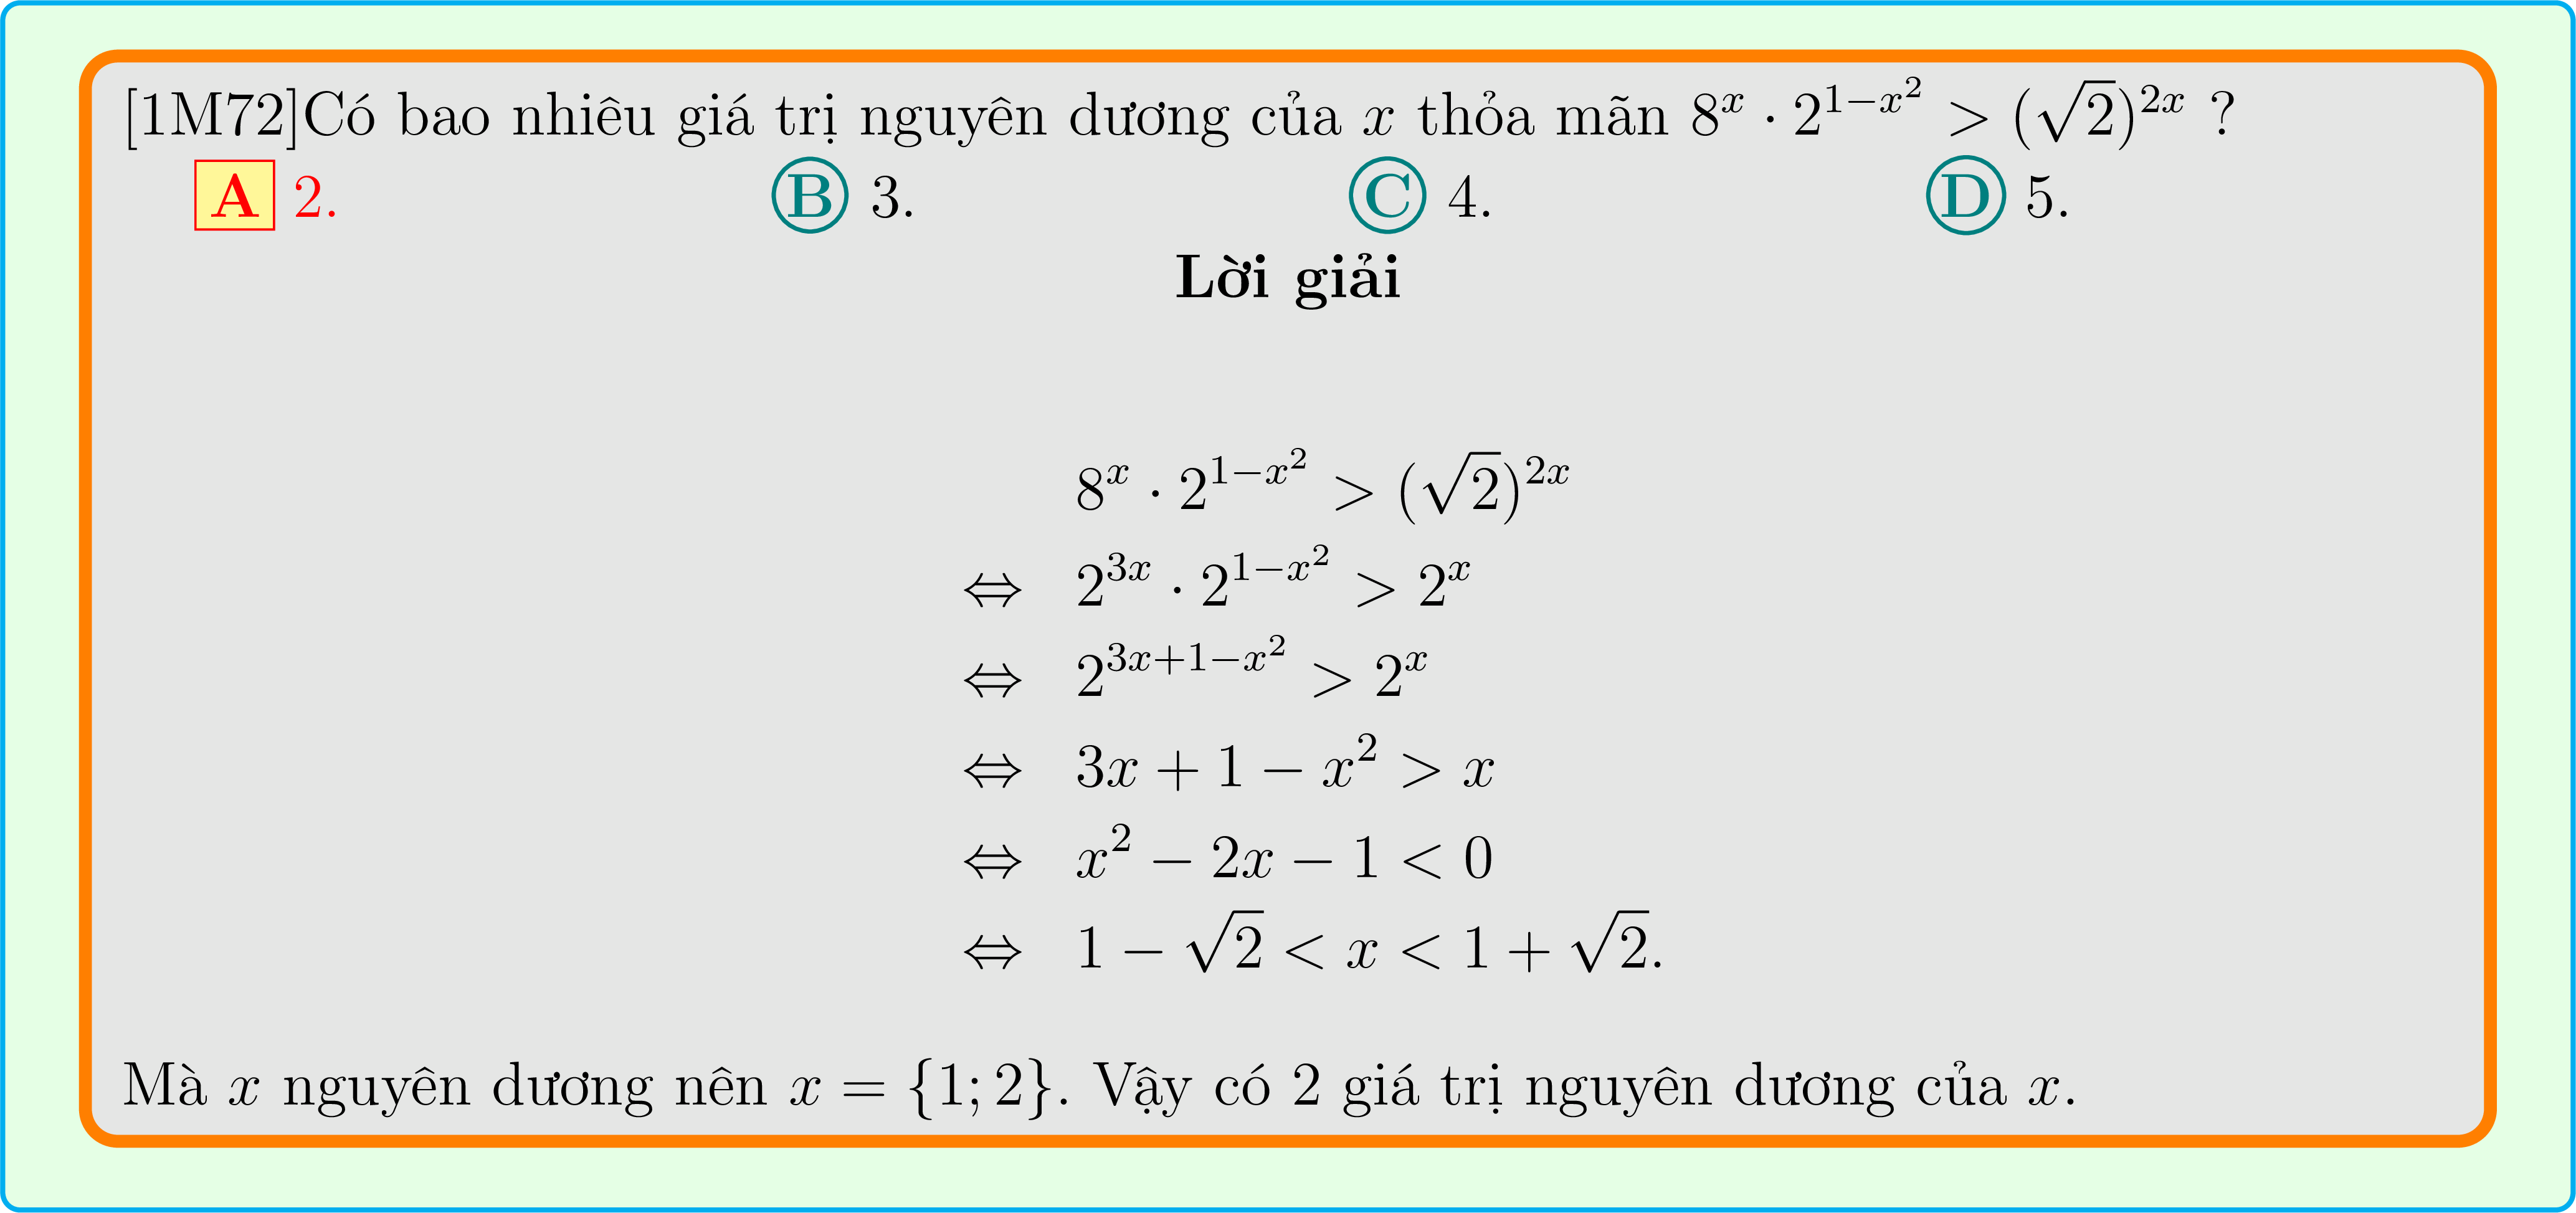 [1M72]Có bao nhiêu giá trị nguyên dương của $x$ thỏa mãn $8^x \cdot 2^{1-x^2} > (\sqrt{2})^{2x}$ ?
A 2. B 3. C 4. D 5.
Lời giải
$8^x \cdot 2^{1-x^2} > (\sqrt{2})^{2x}$
$\Leftrightarrow 2^{3x} \cdot 2^{1-x^2} > 2^x$
$\Leftrightarrow 2^{3x+1-x^2} > 2^x$
$\Leftrightarrow 3x + 1 - x^2 > x$
$\Leftrightarrow x^2 - 2x - 1 < 0$
$\Leftrightarrow 1 - \sqrt{2} < x < 1 + \sqrt{2}.$
Mà $x$ nguyên dương nên $x = \{1; 2\}$. Vậy có 2 giá trị nguyên dương của $x$.